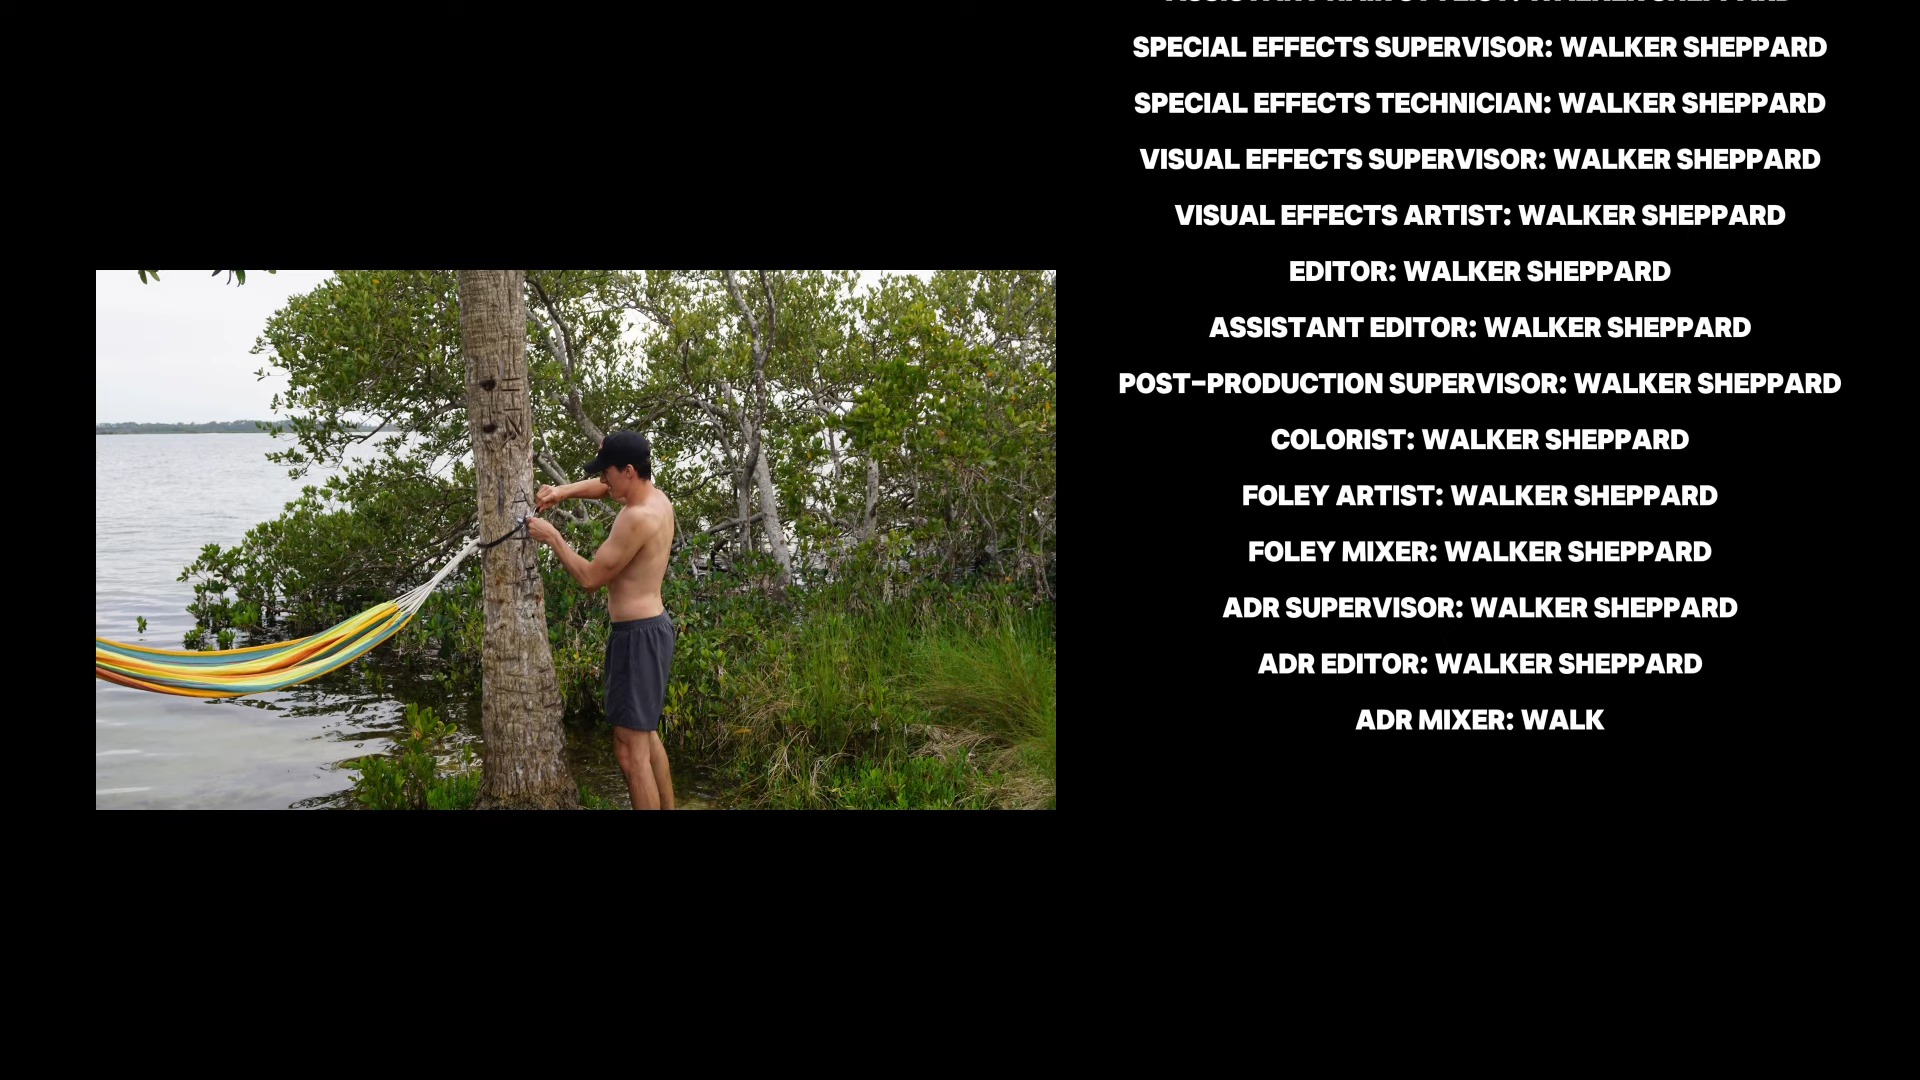 SPECIAL EFFECTS SUPERVISOR: WALKER SHEPPARD
SPECIAL EFFECTS TECHNICIAN: WALKER SHEPPARD
VISUAL EFFECTS SUPERVISOR: WALKER SHEPPARD
VISUAL EFFECTS ARTIST: WALKER SHEPPARD
EDITOR: WALKER SHEPPARD
ASSISTANT EDITOR: WALKER SHEPPARD
POST-PRODUCTION SUPERVISOR: WALKER SHEPPARD
COLORIST: WALKER SHEPPARD
FOLEY ARTIST: WALKER SHEPPARD
FOLEY MIXER: WALKER SHEPPARD
ADR SUPERVISOR: WALKER SHEPPARD
ADR EDITOR: WALKER SHEPPARD
ADR MIXER: WALK